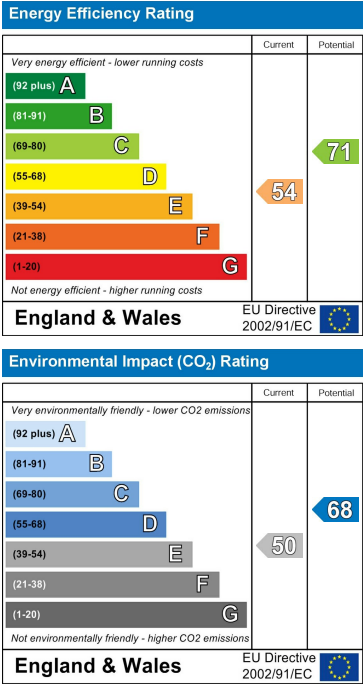 Energy Efficiency Rating
Current Potential
Very energy efficient - lower running costs
(92 plus) A
(81-91) B
(69-80) C
71
(55-68) D
54
(39-54) E
(21-38) F
(1-20) G
Not energy efficient - higher running costs
England & Wales
EU Directive
2002/91/EC
Environmental Impact (CO₂) Rating
Current Potential
Very environmentally friendly - lower CO2 emissions
(92 plus) A
(81-91) B
(69-80) C
68
(55-68) D
50
(39-54) E
(21-38) F
(1-20) G
Not environmentally friendly - higher CO2 emissions
England & Wales
EU Directive
2002/91/EC